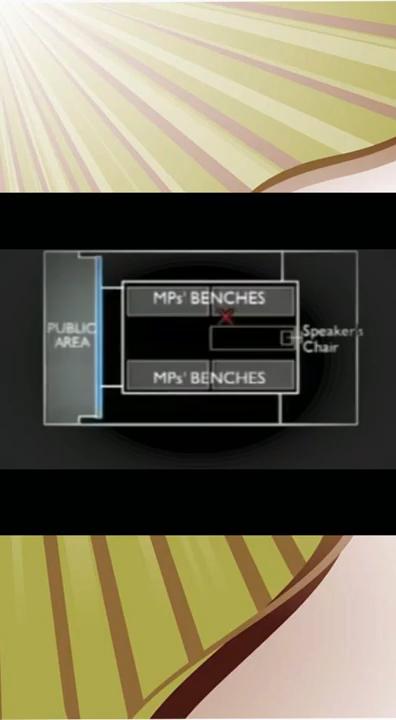 MPs' BENCHES
PUBLIC
AREA
Speaker's
Chair
MPs' BENCHES